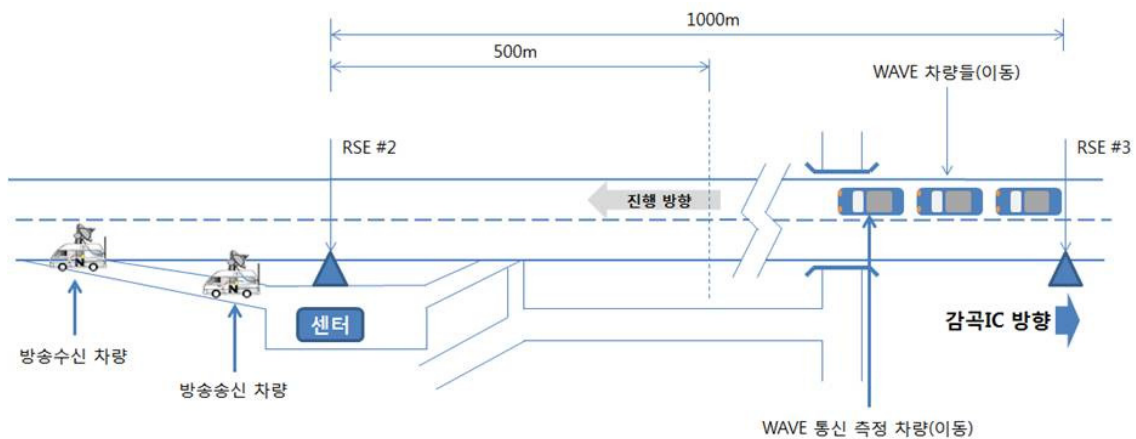 1000m
500m
WAVE 차량들(이동)
RSE #2
RSE #3
진행 방향
N
N
센터
감곡IC 방향
방송수신 차량
방송송신 차량
WAVE 통신 측정 차량(이동)